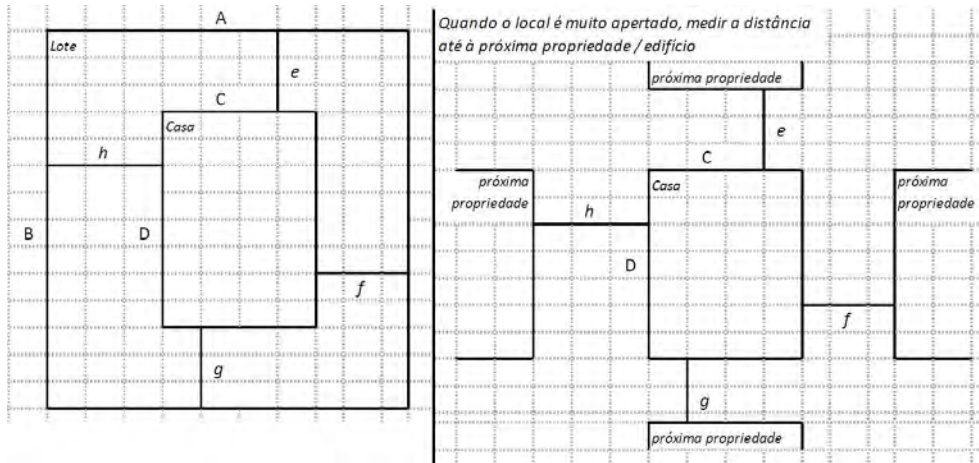 A
Lote
e
C
Casa
h
B
D
f
g
Quando o local é muito apertado, medir a distância
até à próxima propriedade / edifício
próxima propriedade
e
C
próxima
propriedade
Casa
próxima
propriedade
h
D
f
g
próxima propriedade